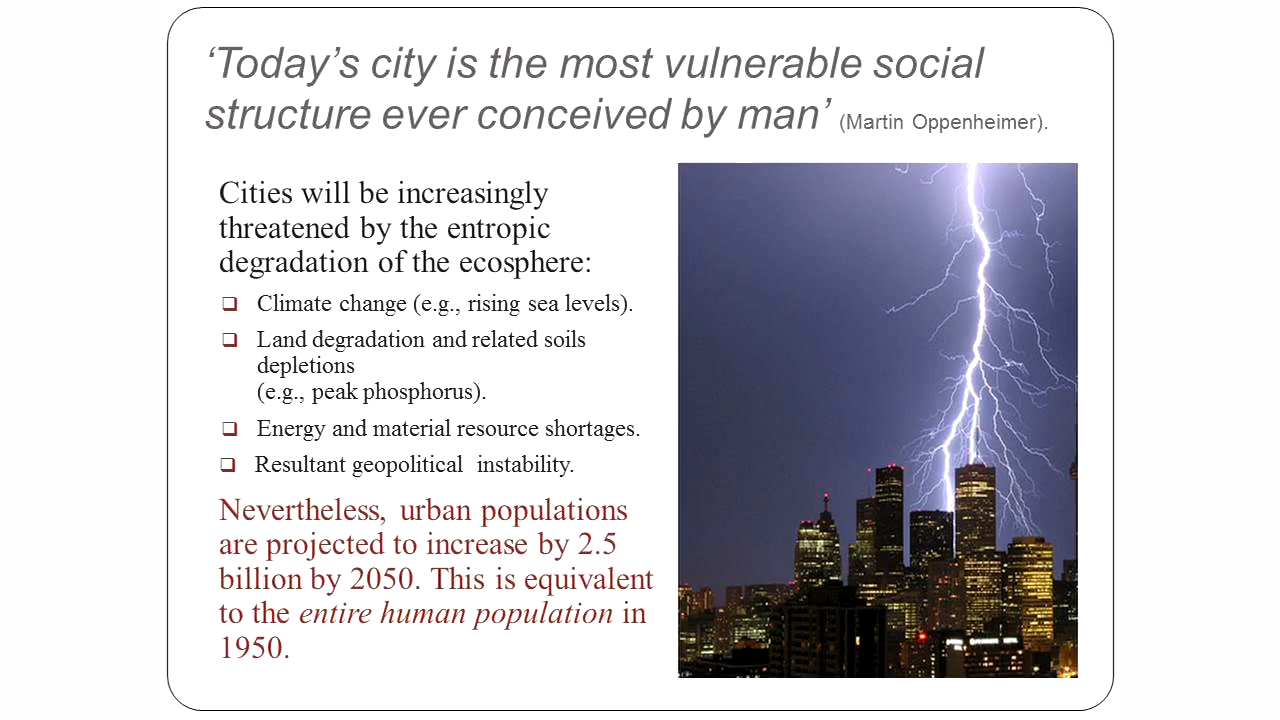 ‘Today’s city is the most vulnerable social
structure ever conceived by man’ (Martin Oppenheimer).
Cities will be increasingly
threatened by the entropic
degradation of the ecosphere:
Climate change (e.g., rising sea levels).
Land degradation and related soils
depletions
(e.g., peak phosphorus).
Energy and material resource shortages.
Resultant geopolitical instability.
Nevertheless, urban populations
are projected to increase by 2.5
billion by 2050. This is equivalent
to the entire human population in
1950.